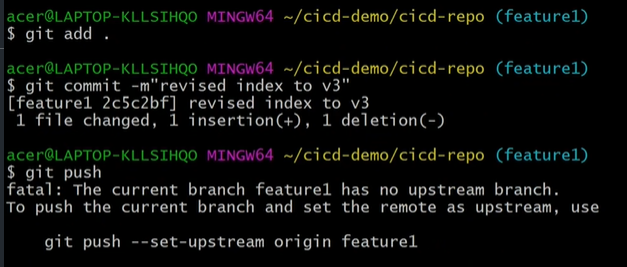 acer@LAPTOP-KLLSIHQO MINGW64 ~/cicd-demo/cicd-repo (feature1)
$ git add .
acer@LAPTOP-KLLSIHQO MINGW64 ~/cicd-demo/cicd-repo (feature1)
$ git commit -m"revised index to v3"
[feature1 2c5c2bf] revised index to v3
 1 file changed, 1 insertion(+), 1 deletion(-)
acer@LAPTOP-KLLSIHQO MINGW64 ~/cicd-demo/cicd-repo (feature1)
$ git push
fatal: The current branch feature1 has no upstream branch.
To push the current branch and set the remote as upstream, use
    git push --set-upstream origin feature1